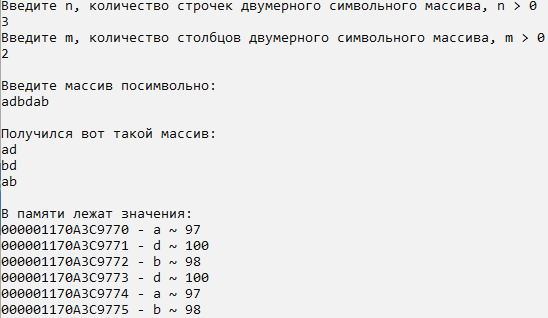 Введите n, количество строчек двумерного символьного массива, n > 0
3
Введите m, количество столбцов двумерного символьного массива, m > 0
2
Введите массив посимвольно:
adbdab
Получился вот такой массив:
ad
bd
ab
В памяти лежат значения:
000001170A3C9770 - a ~ 97
000001170A3C9771 - d ~ 100
000001170A3C9772 - b ~ 98
000001170A3C9773 - d ~ 100
000001170A3C9774 - a ~ 97
000001170A3C9775 - b ~ 98